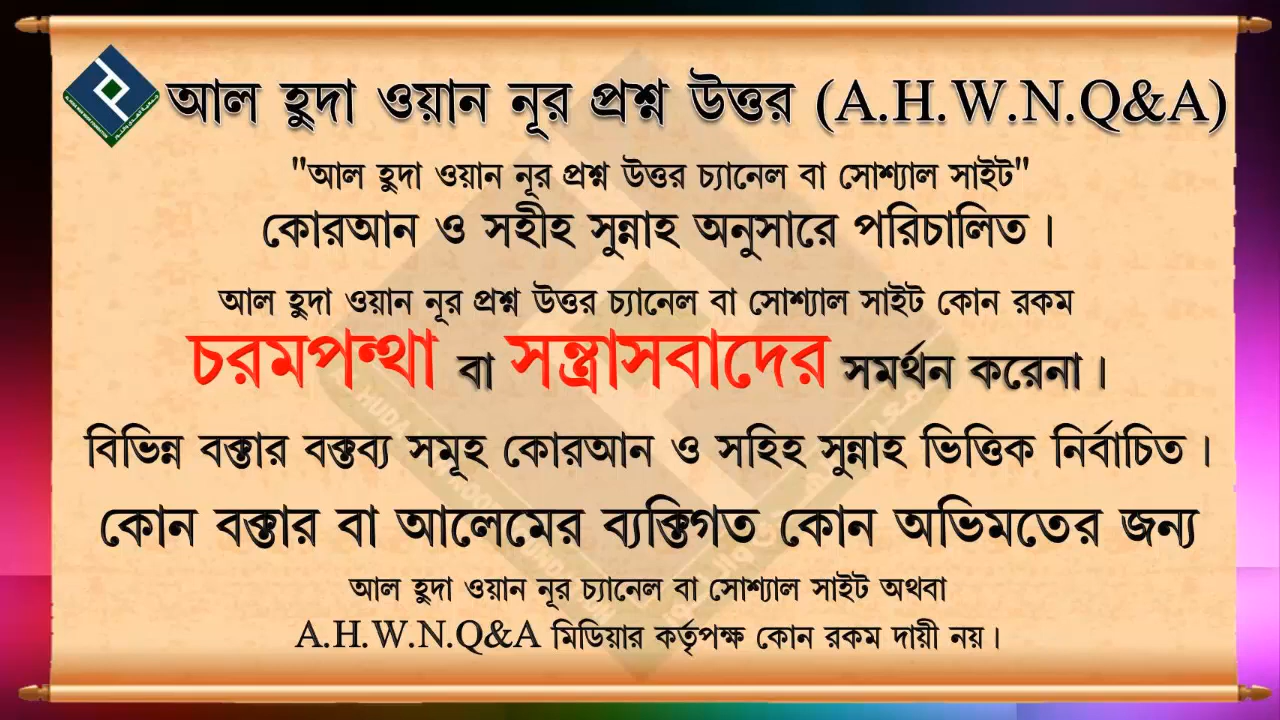 আল হুদা ওয়ান নূর প্রশ্ন উত্তর (A.H.W.N.Q&A)
"আল হুদা ওয়ান নূর প্রশ্ন উত্তর চ্যানেল বা সোশ্যাল সাইট"
কোরআন ও সহীহ সুন্নাহ অনুসারে পরিচালিত।
আল হুদা ওয়ান নূর প্রশ্ন উত্তর চ্যানেল বা সোশ্যাল সাইট কোন রকম
চরমপন্থা বা সন্ত্রাসবাদের সমর্থন করেনা।
বিভিন্ন বক্তার বক্তব্য সমূহ কোরআন ও সহিহ সুন্নাহ ভিত্তিক নির্বাচিত।
কোন বক্তার বা আলেমের ব্যক্তিগত কোন অভিমতের জন্য
আল হুদা ওয়ান নূর চ্যানেল বা সোশ্যাল সাইট অথবা
A.H.W.N.Q&A মিডিয়ার কর্তৃপক্ষ কোন রকম দায়ী নয়।